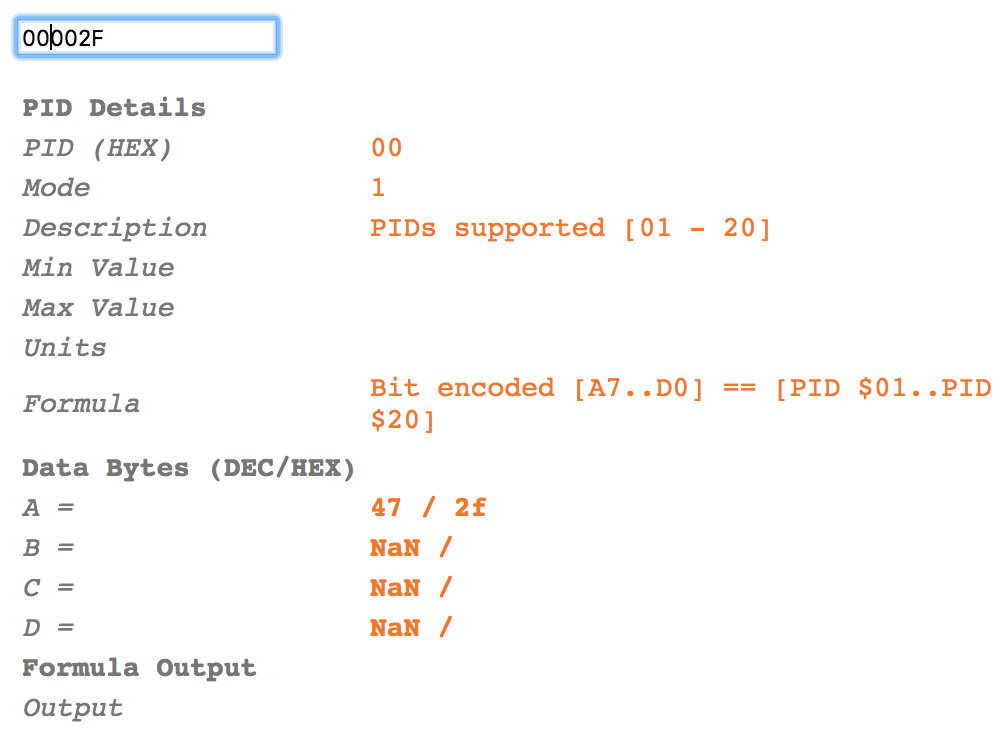 00002F
PID Details
PID (HEX) 00
Mode 1
Description PIDs supported [01 - 20]
Min Value
Max Value
Units
Formula Bit encoded [A7..D0] == [PID $01..PID
$20]
Data Bytes (DEC/HEX)
A = 47 / 2f
B = NaN /
C = NaN /
D = NaN /
Formula Output
Output